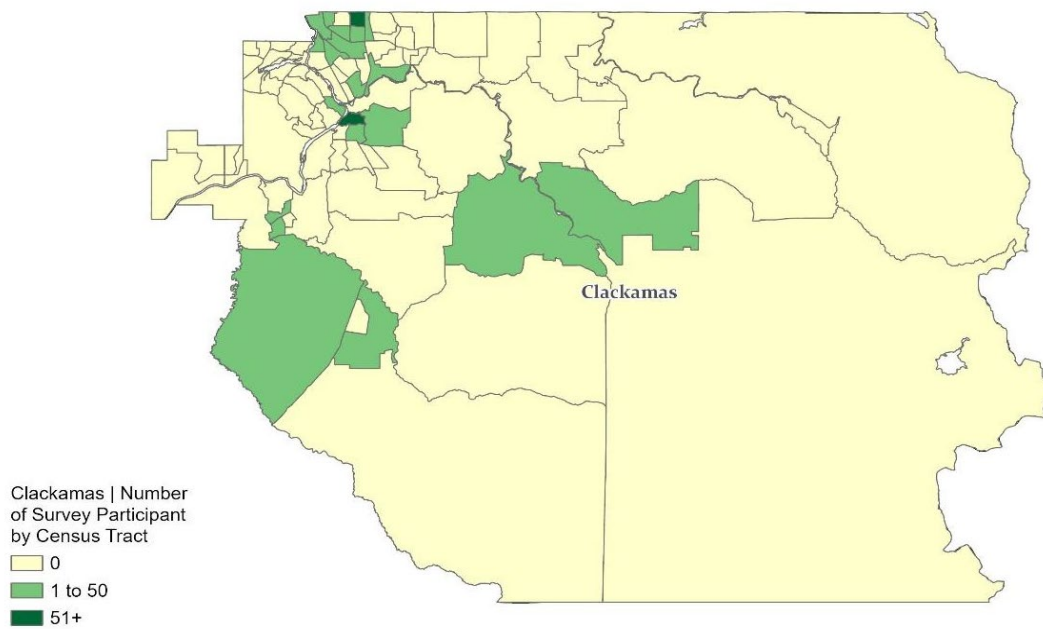 Clackamas
Clackamas | Number
of Survey Participant
by Census Tract
0
1 to 50
51+